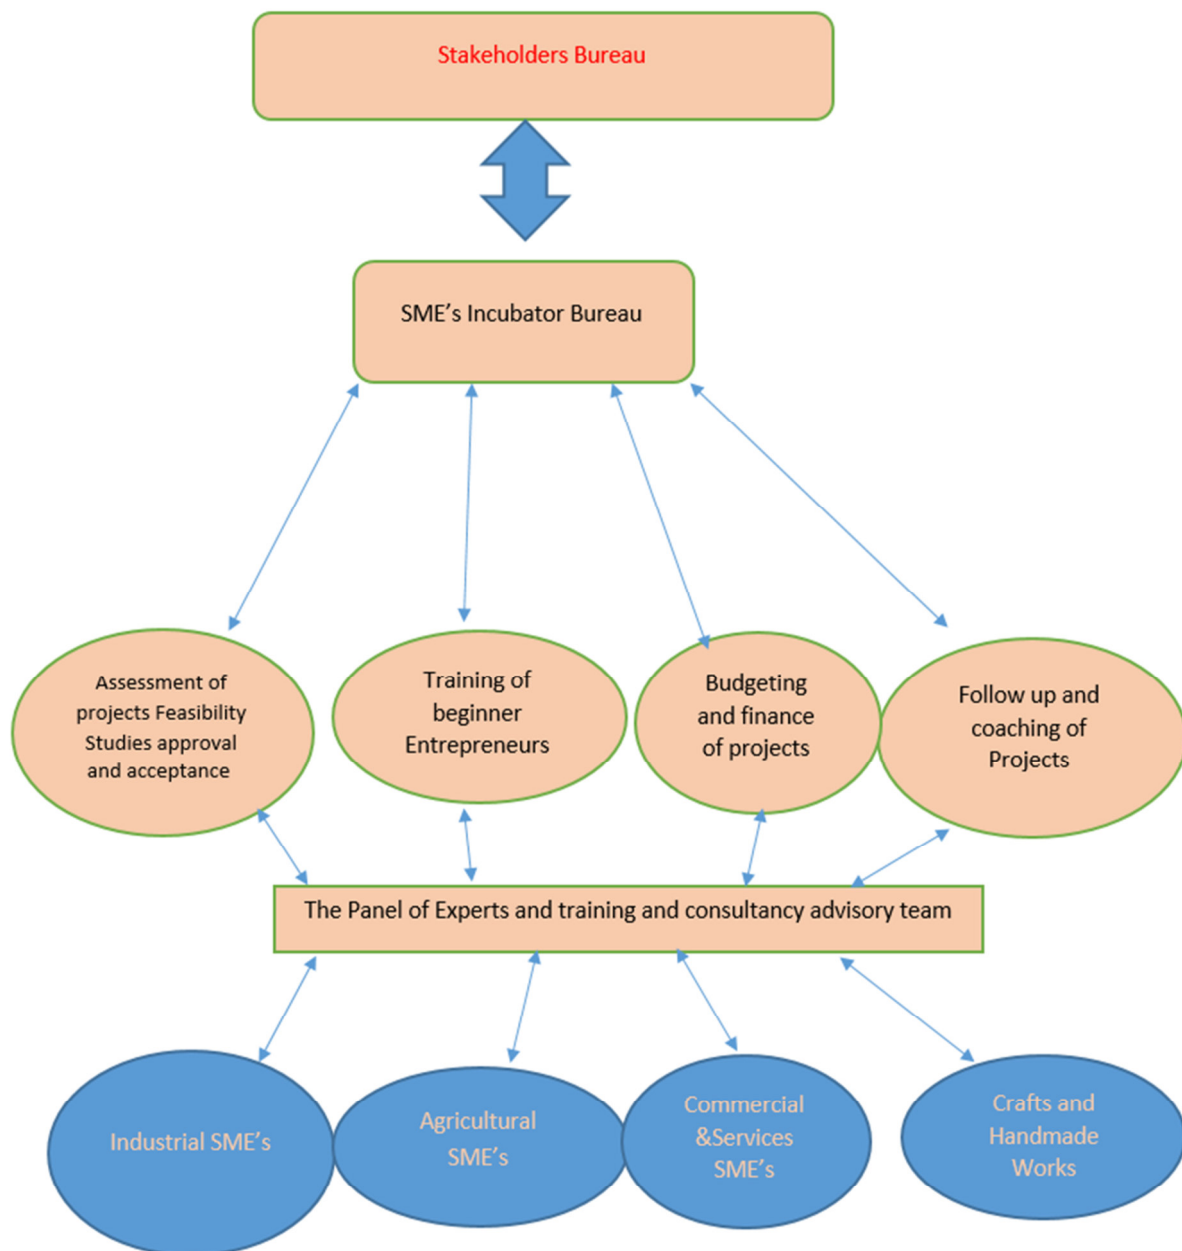 Stakeholders Bureau
SME's Incubator Bureau
Assessment of
projects Feasibility
Studies approval
and acceptance
Training of
beginner
Entrepreneurs
Budgeting
and finance
of projects
Follow up and
coaching of
Projects
The Panel of Experts and training and consultancy advisory team
Industrial SME's
Agricultural
SME's
Commercial
&Services
SME's
Crafts and
Handmade
Works